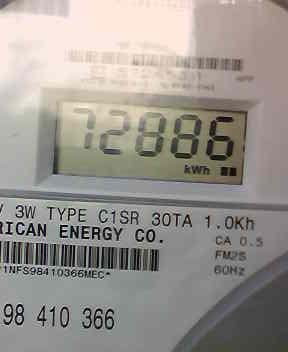 72886
kWh
V 3W TYPE C1SR 30TA 1.0Kh
RICAN ENERGY CO.
CA 0.5
FM2S
60Hz
1NFS98410366MEC*
98 410 366